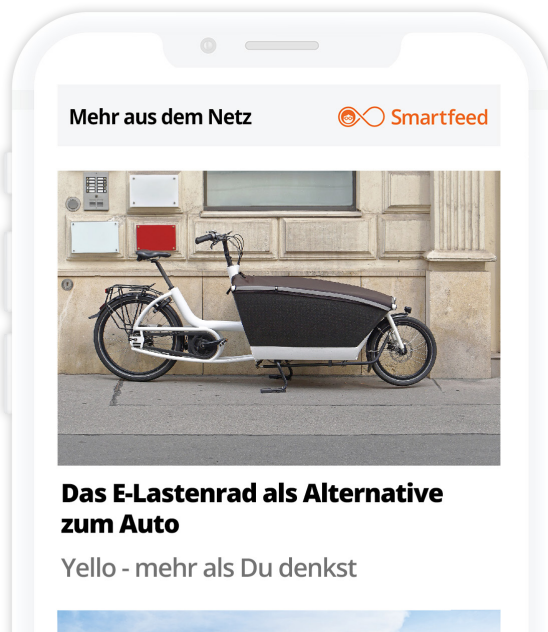 Mehr aus dem Netz
Smartfeed
Das E-Lastenrad als Alternative
zum Auto
Yello - mehr als Du denkst